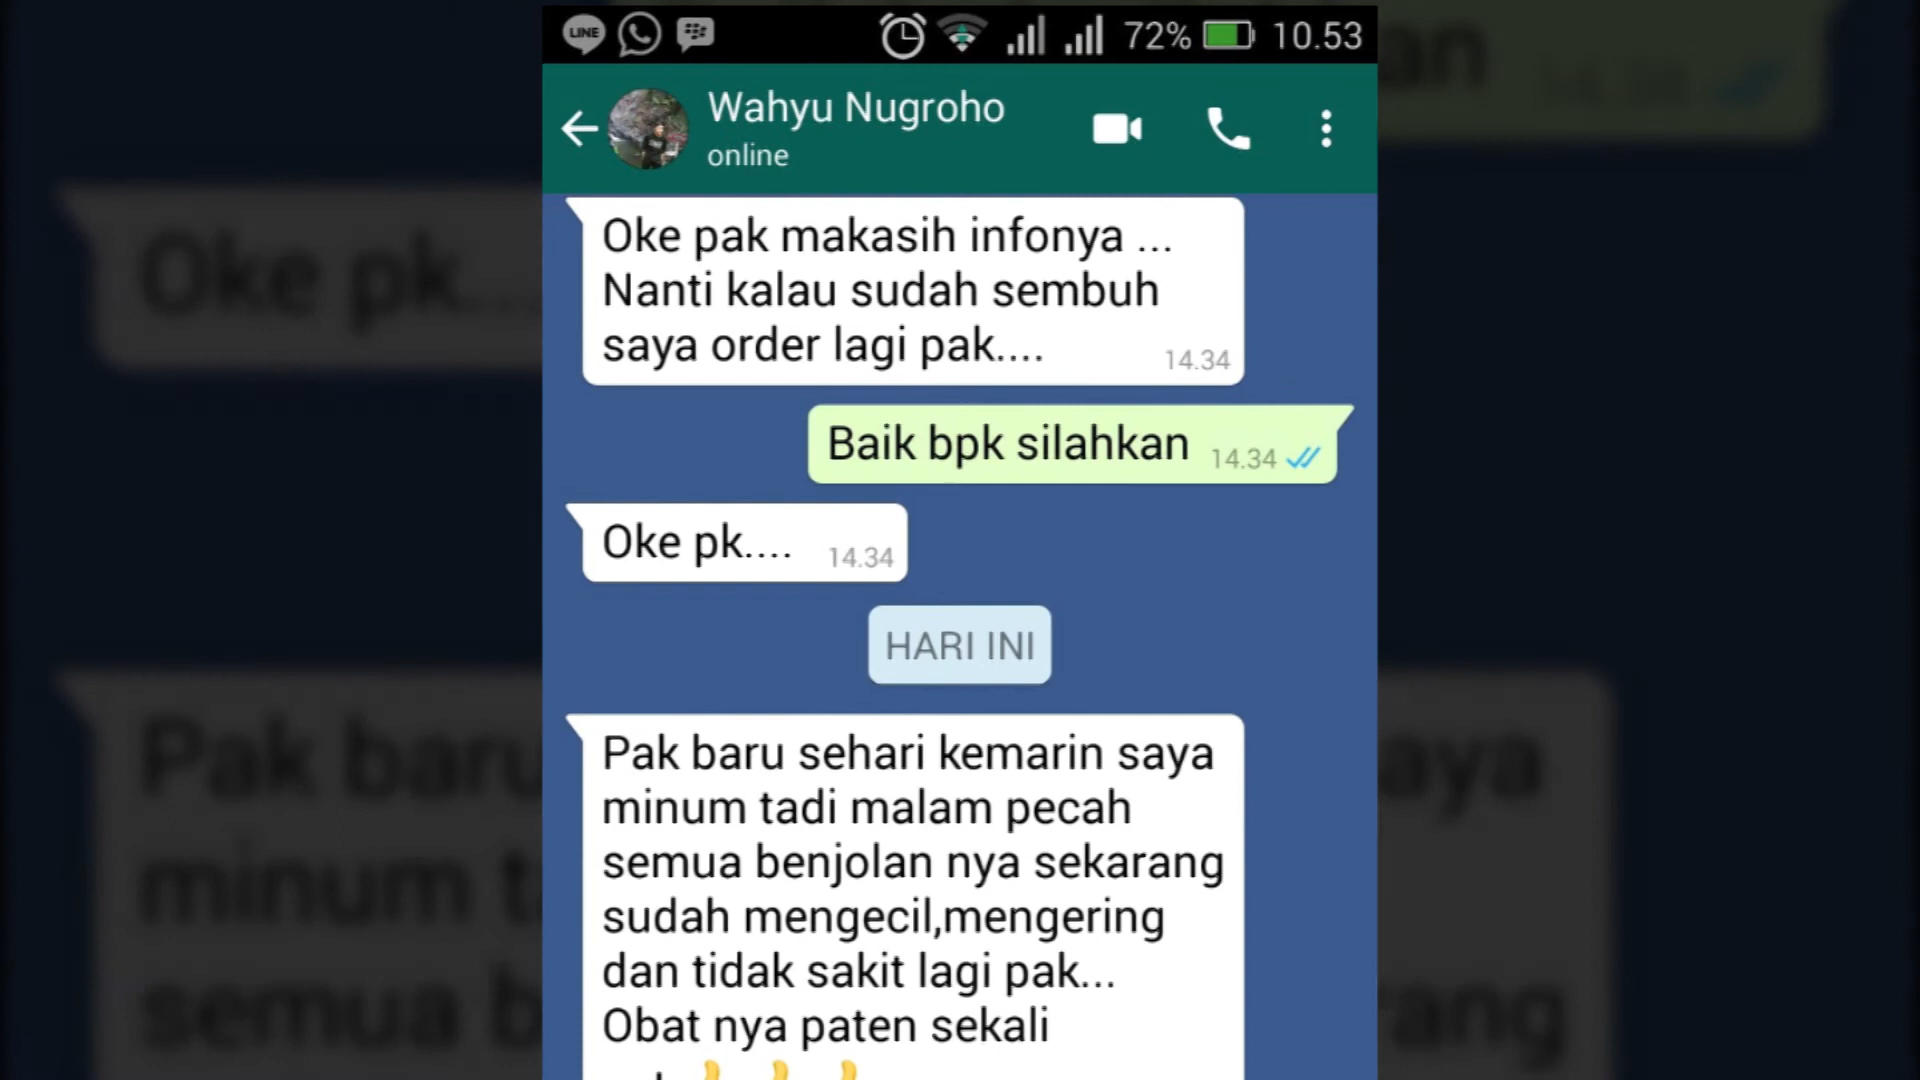 LINE
72% 10.53
Wahyu Nugroho
online
Oke pak makasih infonya ...
Nanti kalau sudah sembuh
saya order lagi pak....
14.34
Baik bpk silahkan 14.34
Oke pk.... 14.34
HARI INI
Pak baru sehari kemarin saya
minum tadi malam pecah
semua benjolan nya sekarang
sudah mengecil,mengering
dan tidak sakit lagi pak...
Obat nya paten sekali